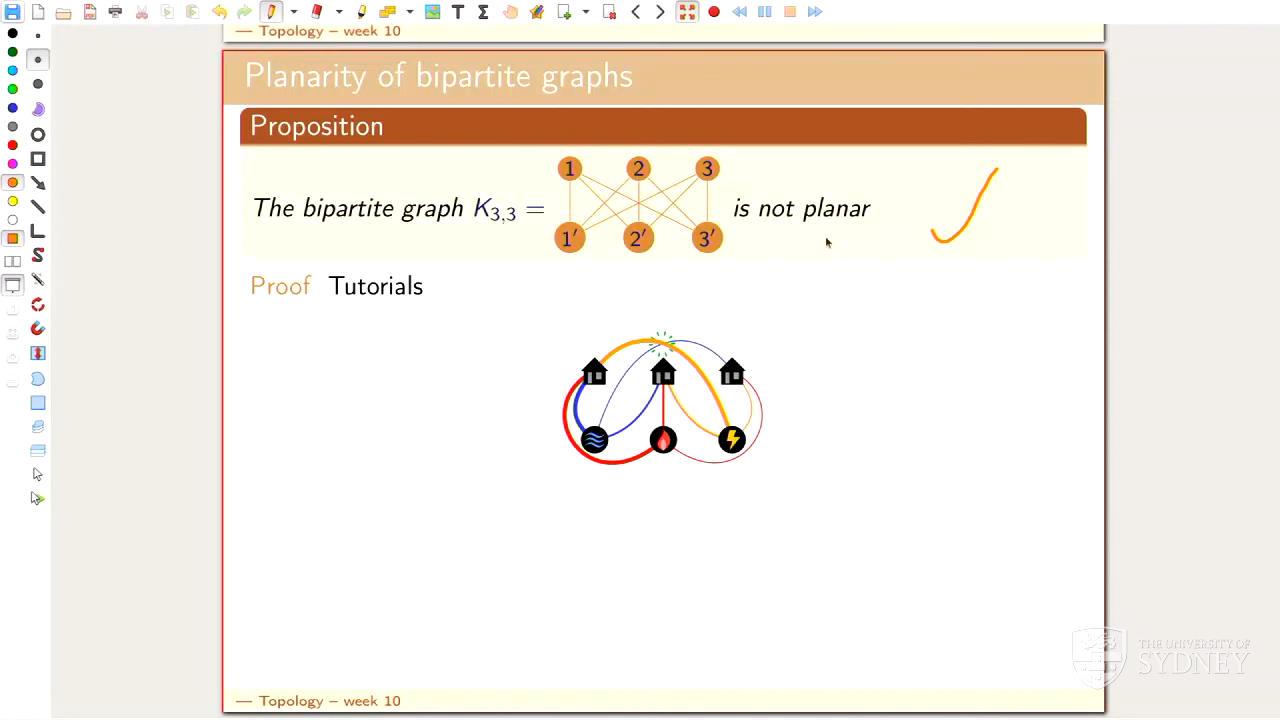 — Topology – week 10
Planarity of bipartite graphs
Proposition
1 2 3
The bipartite graph K₃,₃ = is not planar
1′ 2′ 3′
Proof Tutorials
THE UNIVERSITY OF
SYDNEY
— Topology – week 10